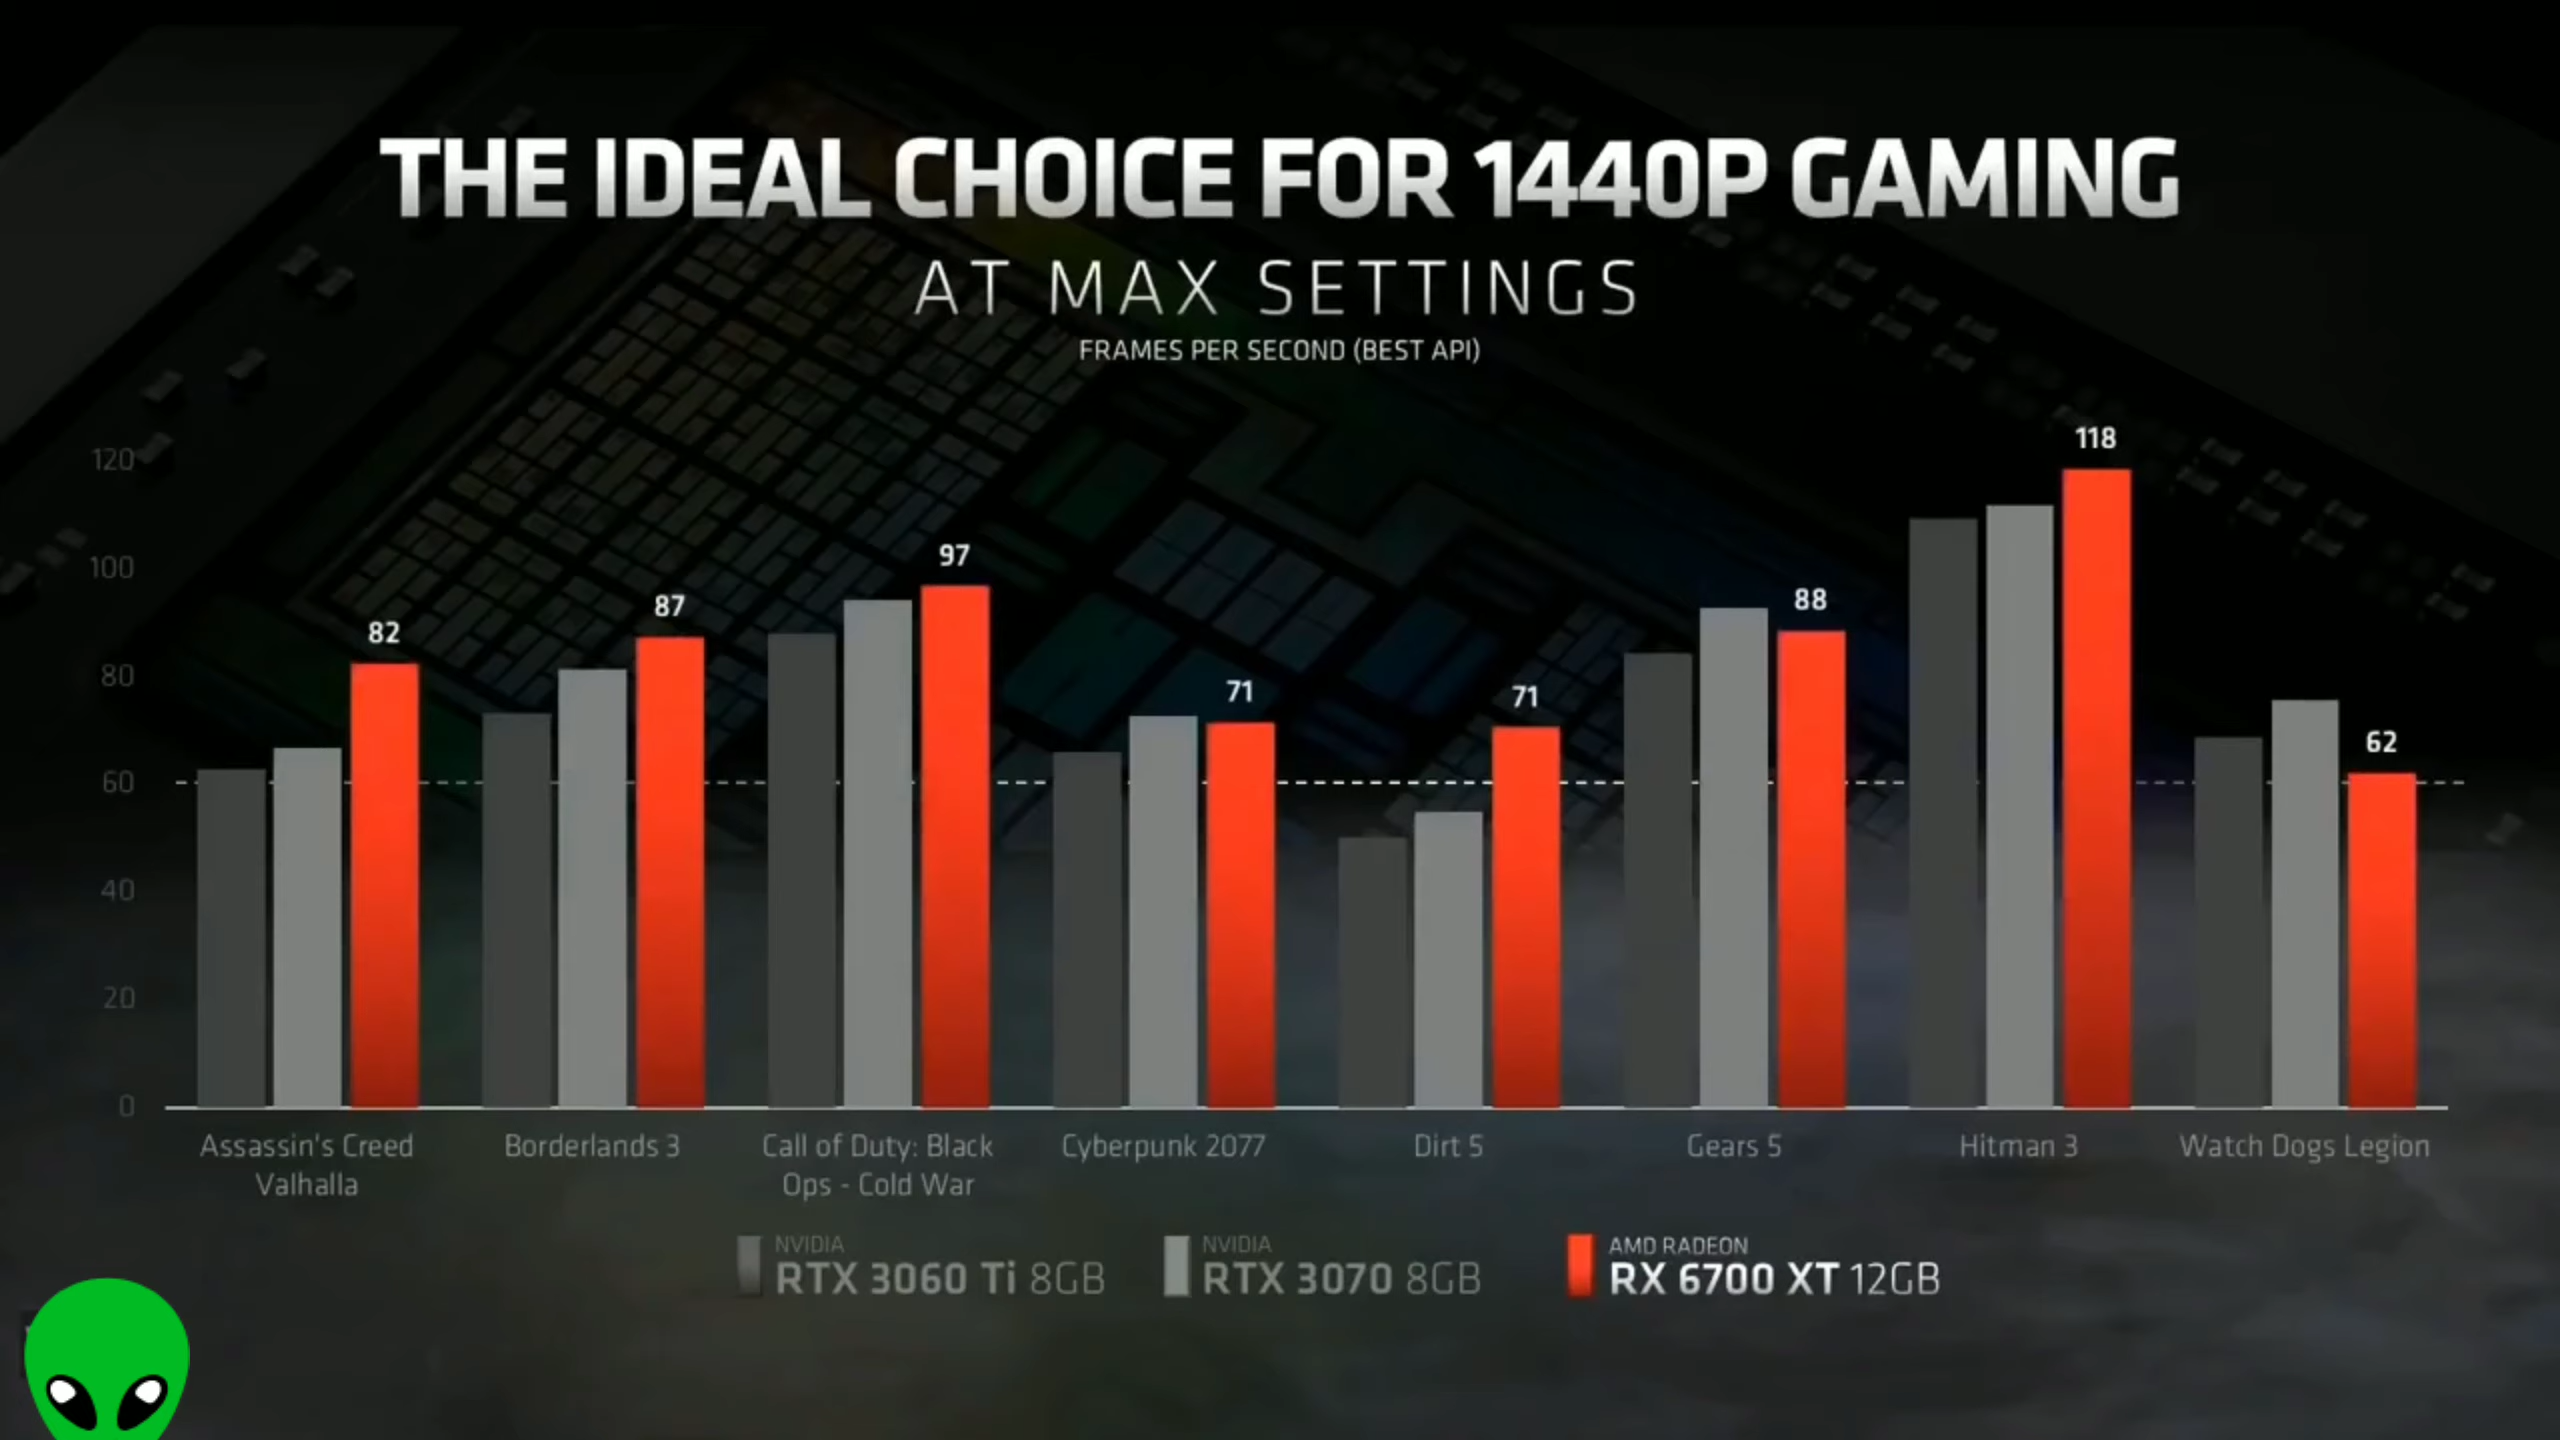 THE IDEAL CHOICE FOR 1440P GAMING
AT MAX SETTINGS
FRAMES PER SECOND (BEST API)
120
100
80
60
40
20
0
82
87
97
71
71
88
118
62
Assassin's Creed
Valhalla
Borderlands 3
Call of Duty: Black
Ops - Cold War
Cyberpunk 2077
Dirt 5
Gears 5
Hitman 3
Watch Dogs Legion
NVIDIA
RTX 3060 Ti 8GB
NVIDIA
RTX 3070 8GB
AMD RADEON
RX 6700 XT 12GB